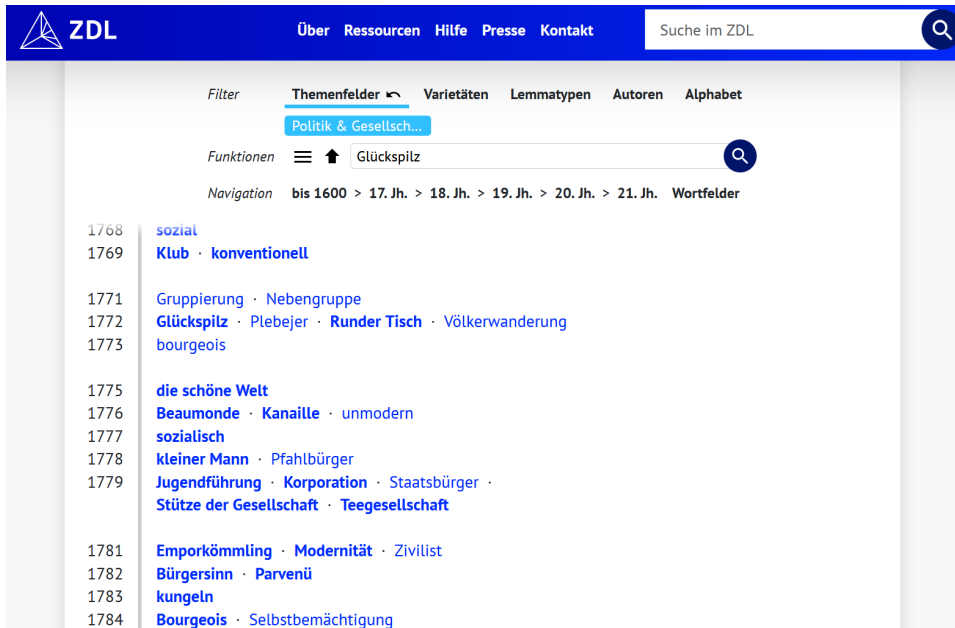 ZDL Über Ressourcen Hilfe Presse Kontakt Suche im ZDL
Filter Themenfelder Varietäten Lemmatypen Autoren Alphabet
Politik & Gesellsch...
Funktionen Glückspilz
Navigation bis 1600 > 17. Jh. > 18. Jh. > 19. Jh. > 20. Jh. > 21. Jh. Wortfelder
1768 sozial
1769 Klub · konventionell
1771 Gruppierung · Nebengruppe
1772 Glückspilz · Plebejer · Runder Tisch · Völkerwanderung
1773 bourgeois
1775 die schöne Welt
1776 Beaumonde · Kanaille · unmodern
1777 sozialisch
1778 kleiner Mann · Pfahlbürger
1779 Jugendführung · Korporation · Staatsbürger ·
Stütze der Gesellschaft · Teegesellschaft
1781 Emporkömmling · Modernität · Zivilist
1782 Bürgersinn · Parvenü
1783 kungeln
1784 Bourgeois · Selbstbemächtigung